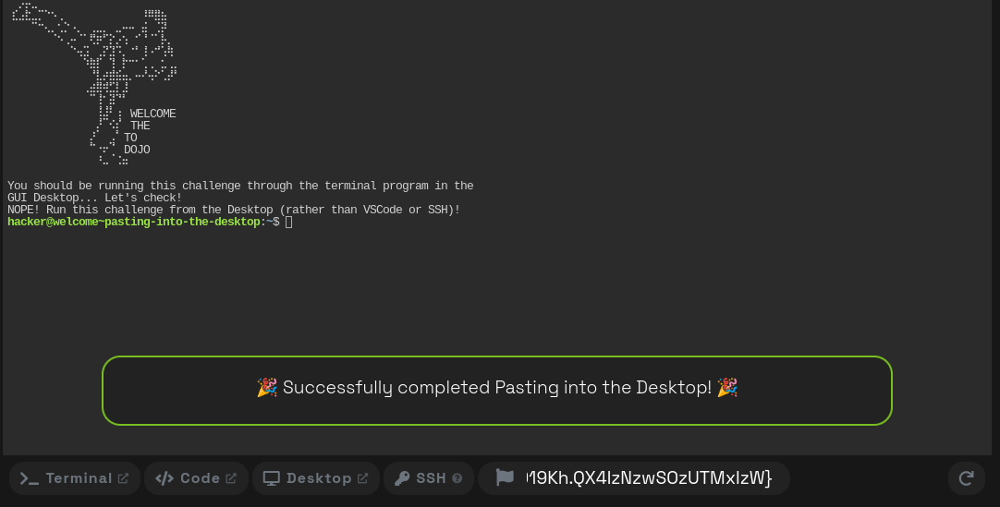 WELCOME
THE
TO
DOJO
You should be running this challenge through the terminal program in the
GUI Desktop... Let's check!
NOPE! Run this challenge from the Desktop (rather than VSCode or SSH)!
hacker@welcome~pasting-into-the-desktop:~$
🎉 Successfully completed Pasting into the Desktop! 🎉
Terminal Code Desktop SSH 19Kh.QX4IzNzwSOzUTMxIzW}